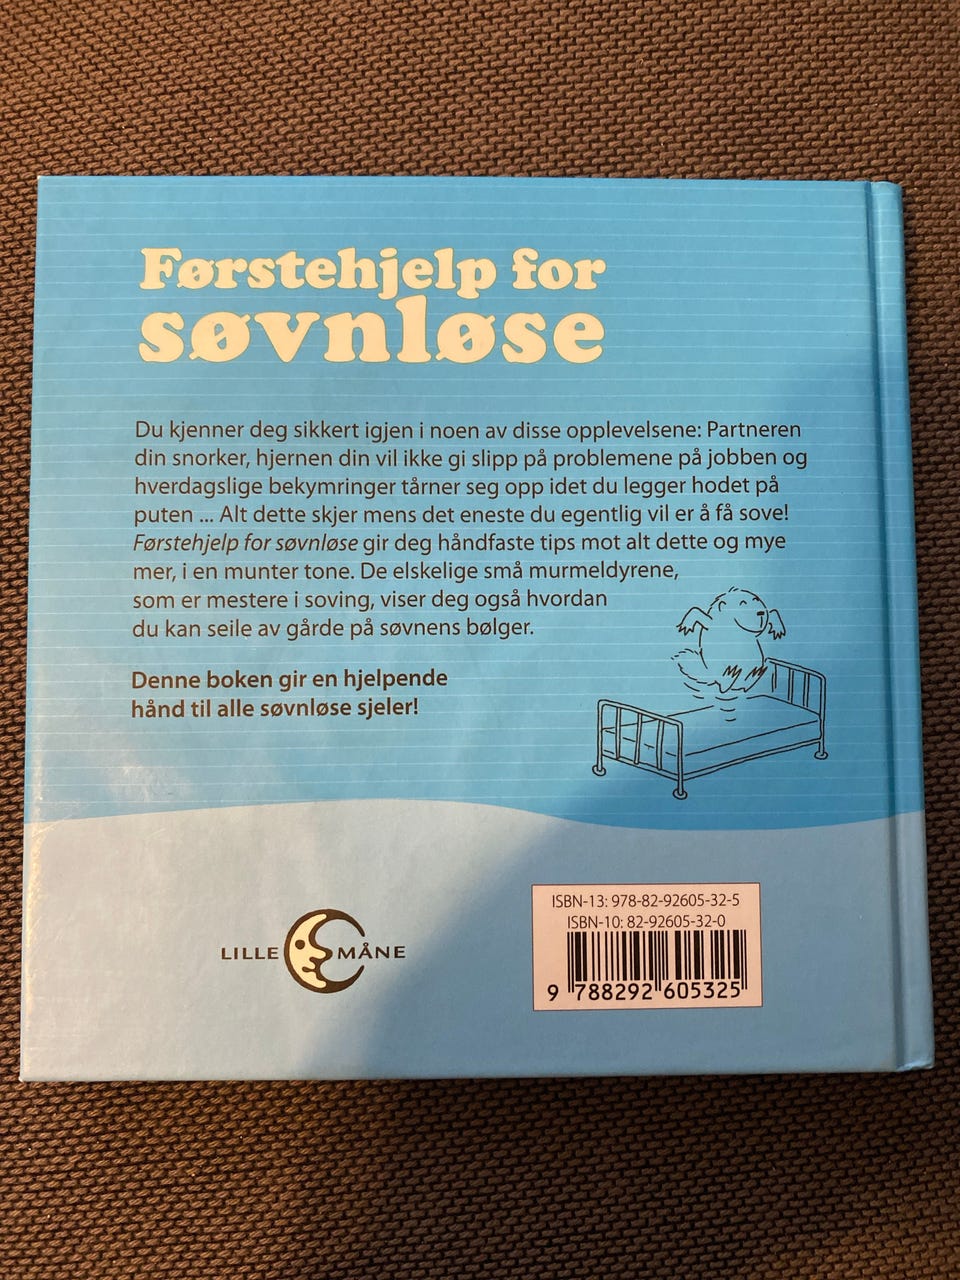 Førstehjelp for
søvnløse
Du kjenner deg sikkert igjen i noen av disse opplevelsene: Partneren
din snorker, hjernen din vil ikke gi slipp på problemene på jobben og
hverdagslige bekymringer tårner seg opp idet du legger hodet på
puten ... Alt dette skjer mens det eneste du egentlig vil er å få sove!
Førstehjelp for søvnløse gir deg håndfaste tips mot alt dette og mye
mer, i en munter tone. De elskelige små murmeldyrene,
som er mestere i soving, viser deg også hvordan
du kan seile av gårde på søvnens bølger.
Denne boken gir en hjelpende
hånd til alle søvnløse sjeler!
LILLE MÅNE
ISBN-13: 978-82-92605-32-5
ISBN-10: 82-92605-32-0
9 788292 605325